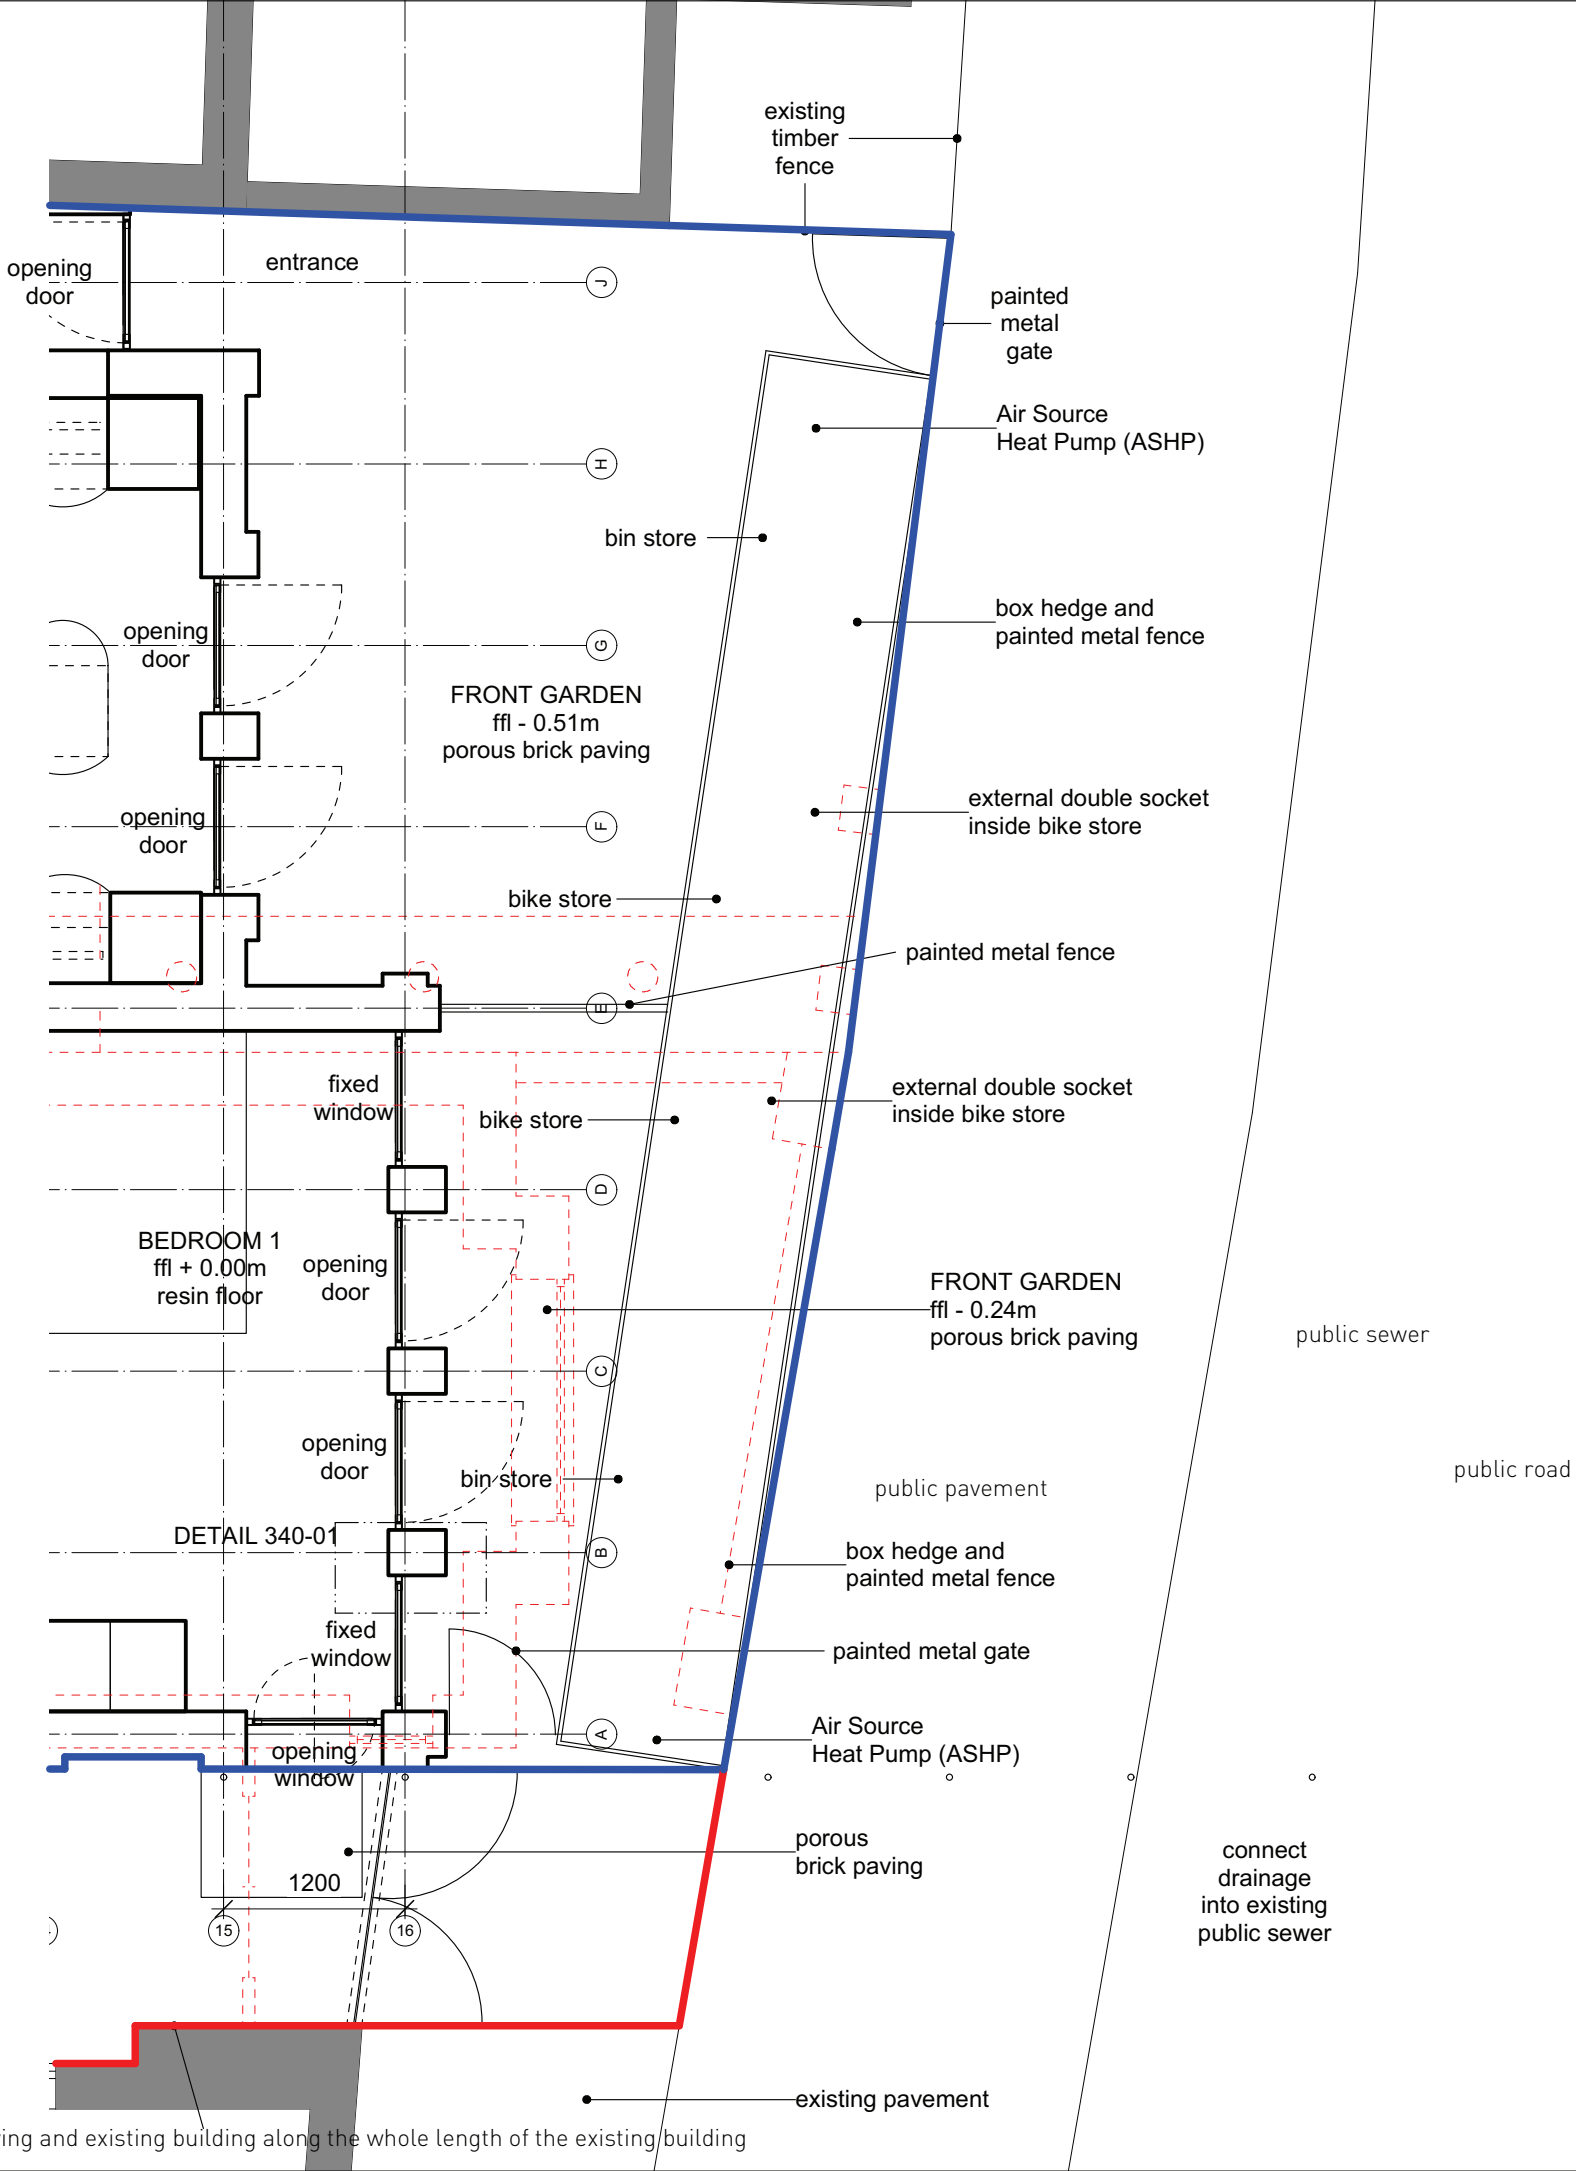 existing
timber
fence
opening
door
entrance
J
painted
metal
gate
Air Source
Heat Pump (ASHP)
H
bin store
box hedge and
painted metal fence
opening
door
G
FRONT GARDEN
ffl - 0.51m
porous brick paving
external double socket
inside bike store
opening
door
F
bike store
painted metal fence
E
fixed
window
external double socket
inside bike store
bike store
D
BEDROOM 1
ffl + 0.00m
resin floor
opening
door
FRONT GARDEN
ffl - 0.24m
porous brick paving
public sewer
C
opening
door
bin store
public road
public pavement
DETAIL 340-01
B
box hedge and
painted metal fence
fixed
window
painted metal gate
A
Air Source
Heat Pump (ASHP)
opening
window
porous
brick paving
connect
drainage
into existing
public sewer
1200
15
16
existing pavement
ing and existing building along the whole length of the existing building